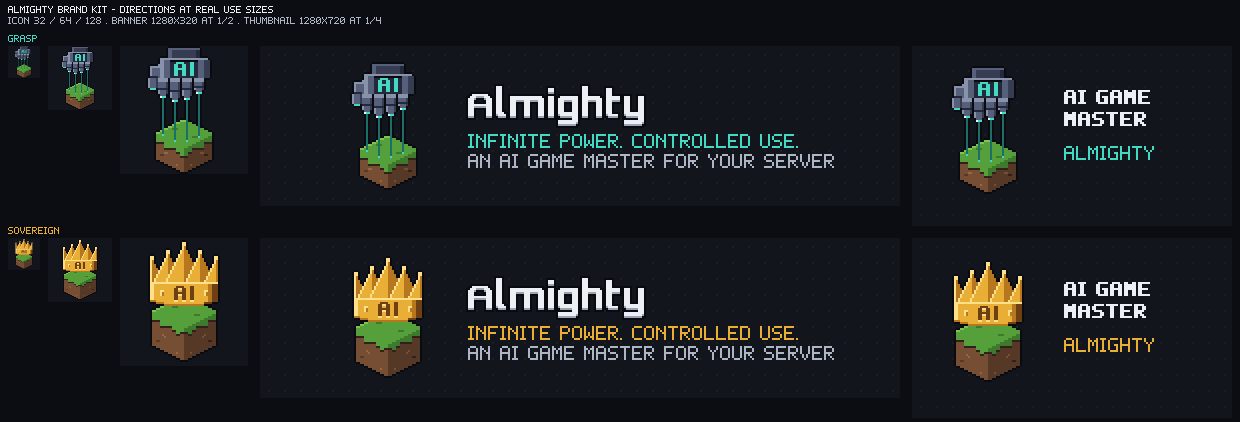 ALMIGHTY BRAND KIT - DIRECTIONS AT REAL USE SIZES
ICON 32 / 64 / 128 . BANNER 1280X320 AT 1/2 . THUMBNAIL 1280X720 AT 1/4
GRASP
AI
AI
AI
Almighty
INFINITE POWER. CONTROLLED USE.
AN AI GAME MASTER FOR YOUR SERVER
AI
AI GAME
MASTER
ALMIGHTY
SOVEREIGN
AI
AI
AI
Almighty
INFINITE POWER. CONTROLLED USE.
AN AI GAME MASTER FOR YOUR SERVER
AI
AI GAME
MASTER
ALMIGHTY